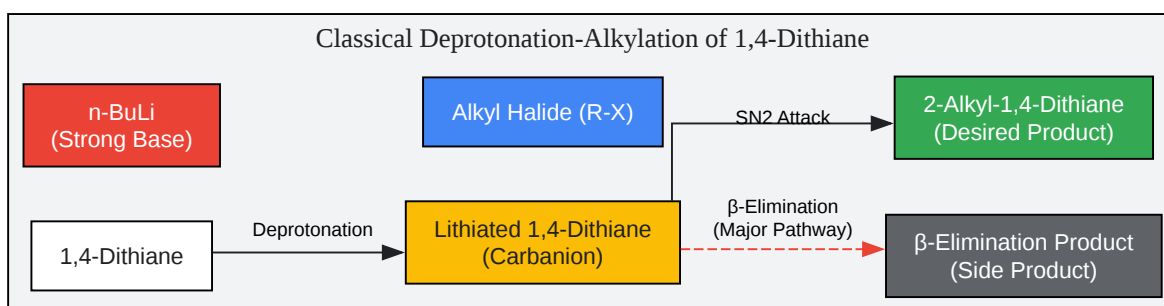 Classical Deprotonation-Alkylation of 1,4-Dithiane
n-BuLi
(Strong Base)
Alkyl Halide (R-X)
SN2 Attack
2-Alkyl-1,4-Dithiane
(Desired Product)
1,4-Dithiane
Deprotonation
Lithiated 1,4-Dithiane
(Carbanion)
β-Elimination
(Major Pathway)
β-Elimination Product
(Side Product)